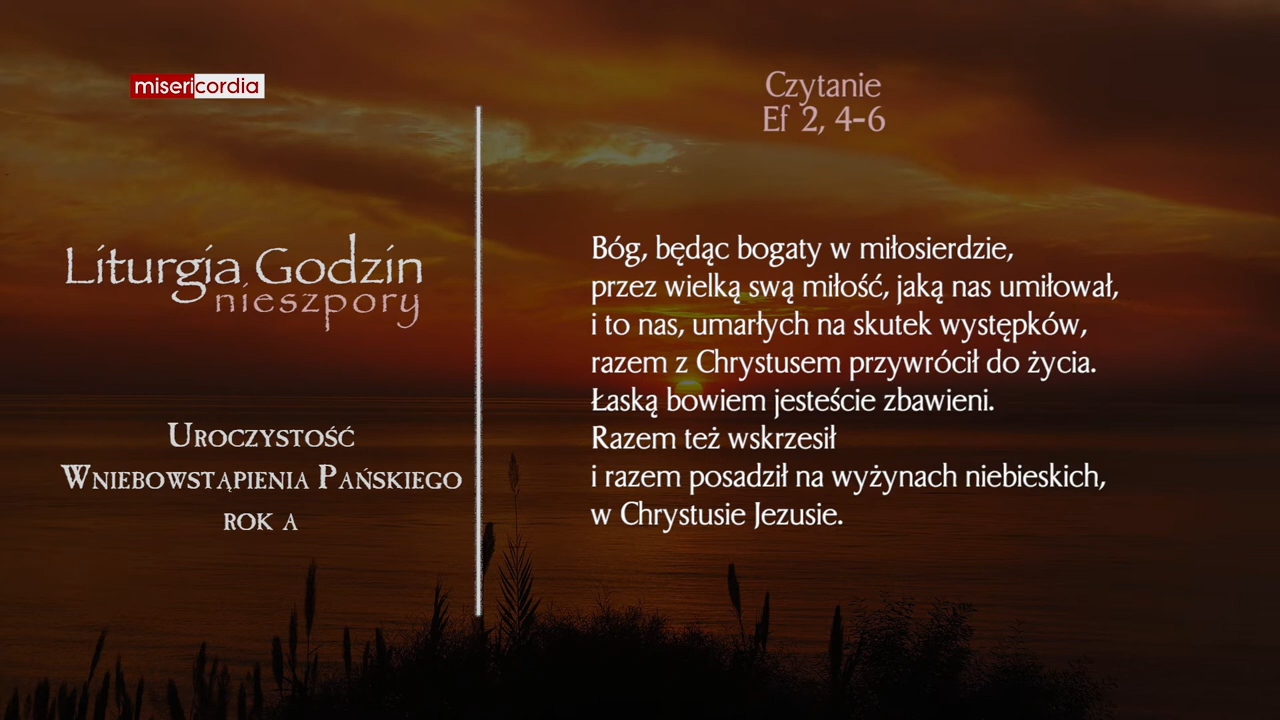 misericordia
Liturgia Godzin
nieszpory
Uroczystość
Wniebowstąpienia Pańskiego
rok A
Czytanie
Ef 2, 4-6
Bóg, będąc bogaty w miłosierdzie,
przez wielką swą miłość, jaką nas umiłował,
i to nas, umarłych na skutek występków,
razem z Chrystusem przywrócił do życia.
Łaską bowiem jesteście zbawieni.
Razem też wskrzesił
i razem posadził na wyżynach niebieskich,
w Chrystusie Jezusie.